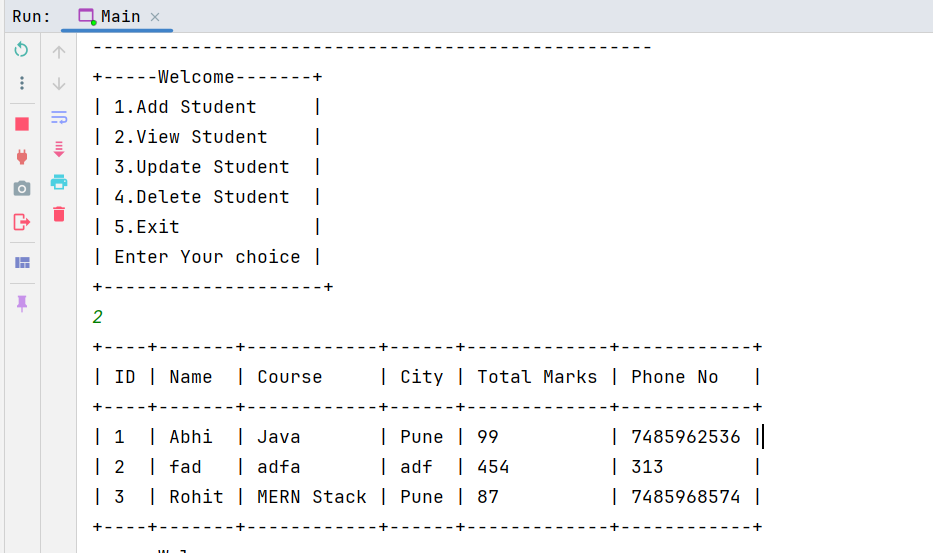 Run: Main ×
---------------------------------------------------
+-----Welcome-------+
| 1.Add Student     |
| 2.View Student    |
| 3.Update Student  |
| 4.Delete Student  |
| 5.Exit            |
| Enter Your choice |
+--------------------+
2
+----+-------+------------+------+-------------+------------+
| ID | Name  | Course     | City | Total Marks | Phone No   |
+----+-------+------------+------+-------------+------------+
| 1  | Abhi  | Java       | Pune | 99          | 7485962536 |
| 2  | fad   | adfa       | adf  | 454         | 313        |
| 3  | Rohit | MERN Stack | Pune | 87          | 7485968574 |
+----+-------+------------+------+-------------+------------+